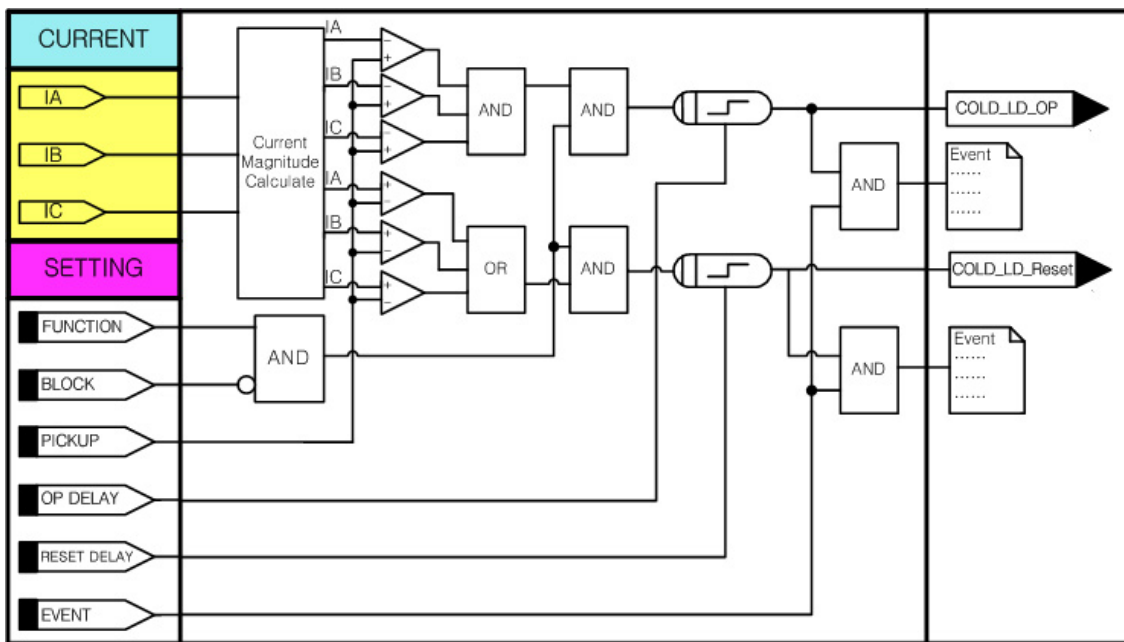 CURRENT
IA
IB
IC
SETTING
FUNCTION
BLOCK
PICKUP
OP DELAY
RESET DELAY
EVENT
Current
Magnitude
Calculate
IA
IB
IC
IA
IB
IC
AND
AND
OR
AND
AND
AND
AND
COLD_LD_OP
Event
......
......
......
COLD_LD_Reset
Event
......
......
......